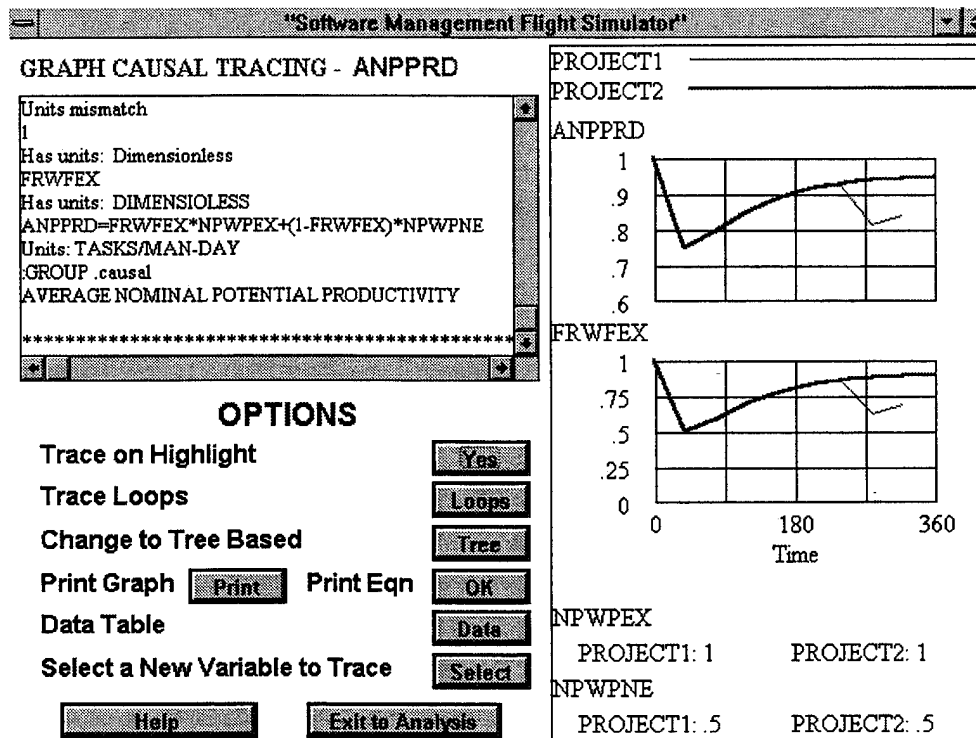 "Software Management Flight Simulator"
GRAPH CAUSAL TRACING - ANPPRD
Units mismatch
1
Has units: Dimensionless
FRWFEX
Has units: DIMENSIOLESS
ANPPRD=FRWFEX*NPWPEX+(1-FRWFEX)*NPWPNE
Units: TASKS/MAN-DAY
:GROUP .causal
AVERAGE NOMINAL POTENTIAL PRODUCTIVITY
************************************************
OPTIONS
Trace on Highlight Yes
Trace Loops Loops
Change to Tree Based Tree
Print Graph Print Print Eqn OK
Data Table Data
Select a New Variable to Trace Select
Help Exit to Analysis
PROJECT1
PROJECT2
ANPPRD
1
.9
.8
.7
.6
FRWFEX
1
.75
.5
.25
0
0 180 360
Time
NPWPEX
PROJECT1: 1 PROJECT2: 1
NPWPNE
PROJECT1: .5 PROJECT2: .5